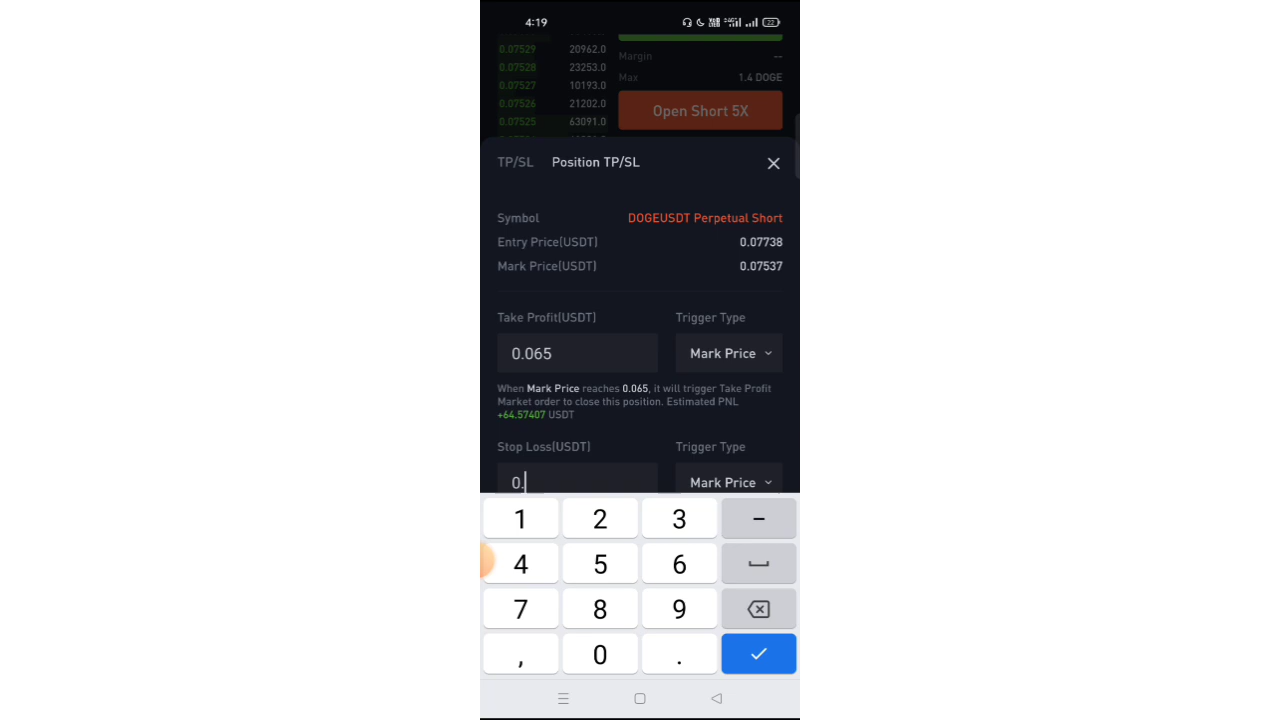 4:19
22
0.07529 20962.0
0.07528 23253.0
Margin --
0.07527 10193.0
Max 1.4 DOGE
0.07526 21202.0
Open Short 5X
0.07525 63091.0
TP/SL Position TP/SL
Symbol DOGEUSDT Perpetual Short
Entry Price(USDT) 0.07738
Mark Price(USDT) 0.07537
Take Profit(USDT) Trigger Type
0.065 Mark Price
When Mark Price reaches 0.065, it will trigger Take Profit
Market order to close this position. Estimated PNL
+64.57407 USDT
Stop Loss(USDT) Trigger Type
0. Mark Price
1 2 3 –
4 5 6
7 8 9
, 0 .